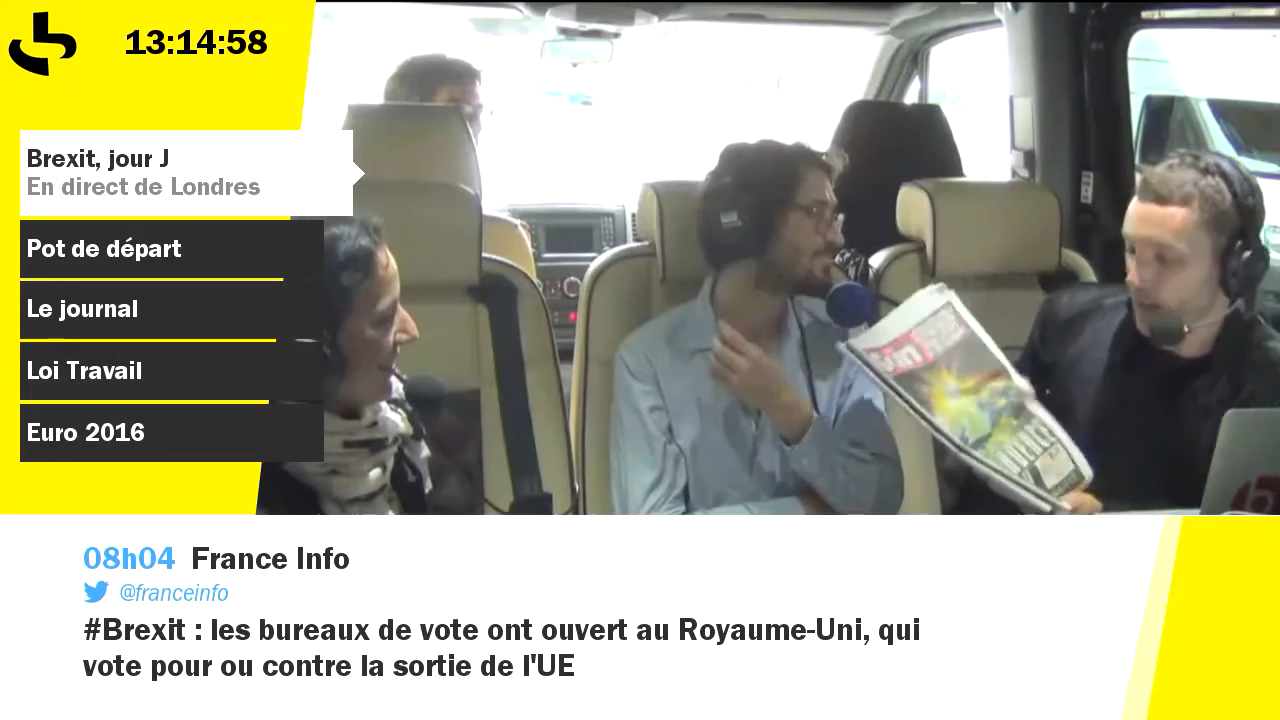 13:14:58
Brexit, jour J
En direct de Londres
Pot de départ
Le journal
Loi Travail
Euro 2016
08h04 France Info
@franceinfo
#Brexit : les bureaux de vote ont ouvert au Royaume-Uni, qui
vote pour ou contre la sortie de l'UE